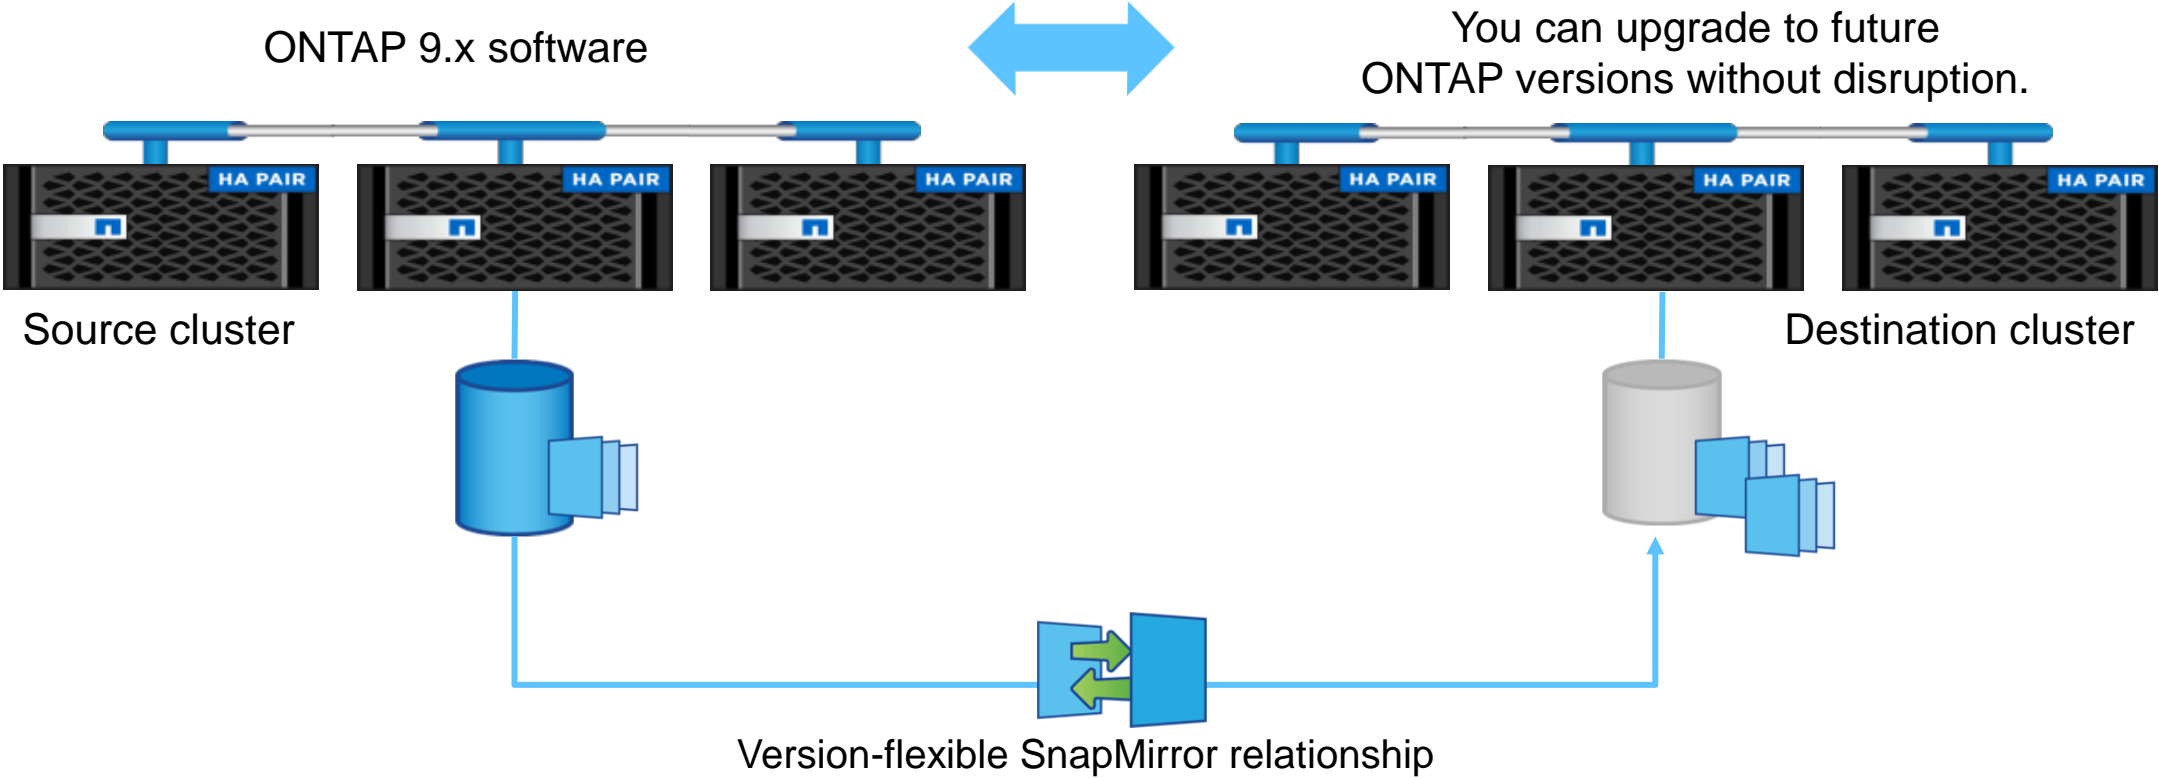 ONTAP 9.x software
You can upgrade to future
ONTAP versions without disruption.
HA PAIR
HA PAIR
HA PAIR
HA PAIR
HA PAIR
HA PAIR
Source cluster
Destination cluster
Version-flexible SnapMirror relationship